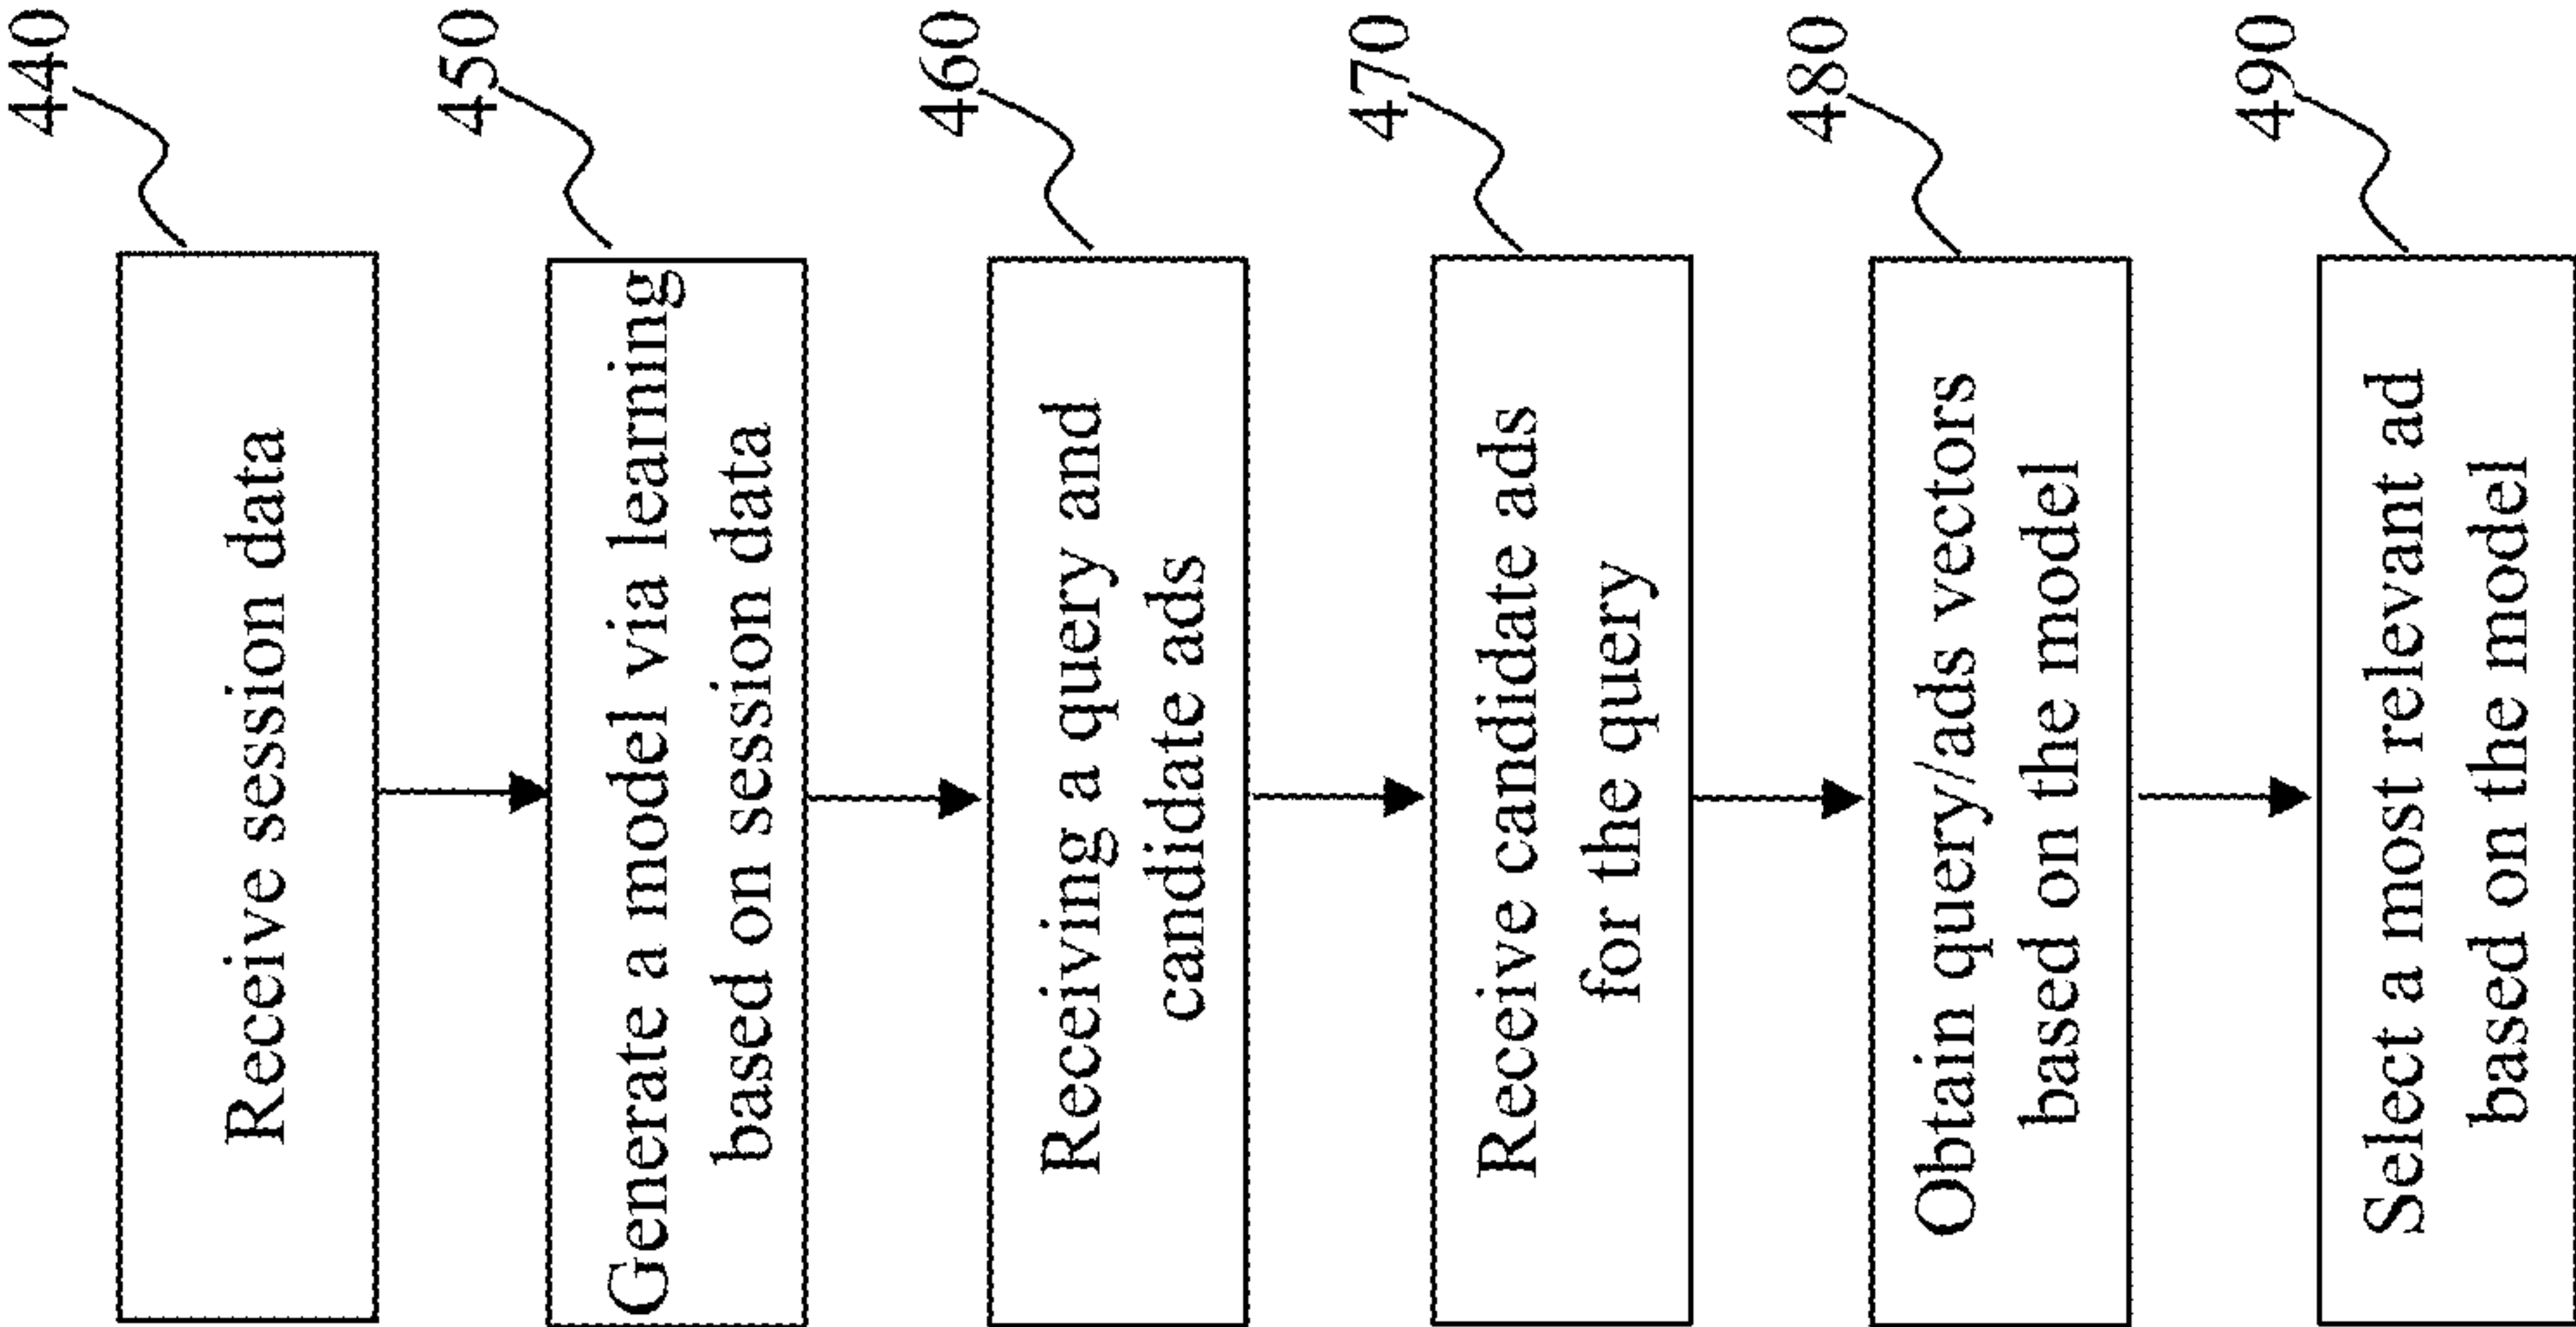 440
Receive session data
450
Generate a model via learning
based on session data
460
Receiving a query and
candidate ads
470
Receive candidate ads
for the query
480
Obtain query/ads vectors
based on the model
490
Select a most relevant ad
based on the model